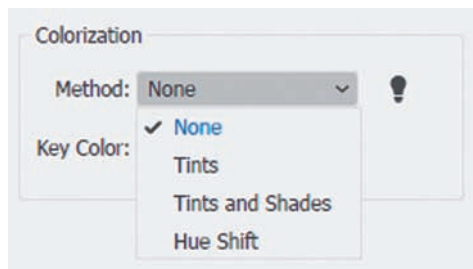 Colorization
Method: None
None
Key Color:
Tints
Tints and Shades
Hue Shift